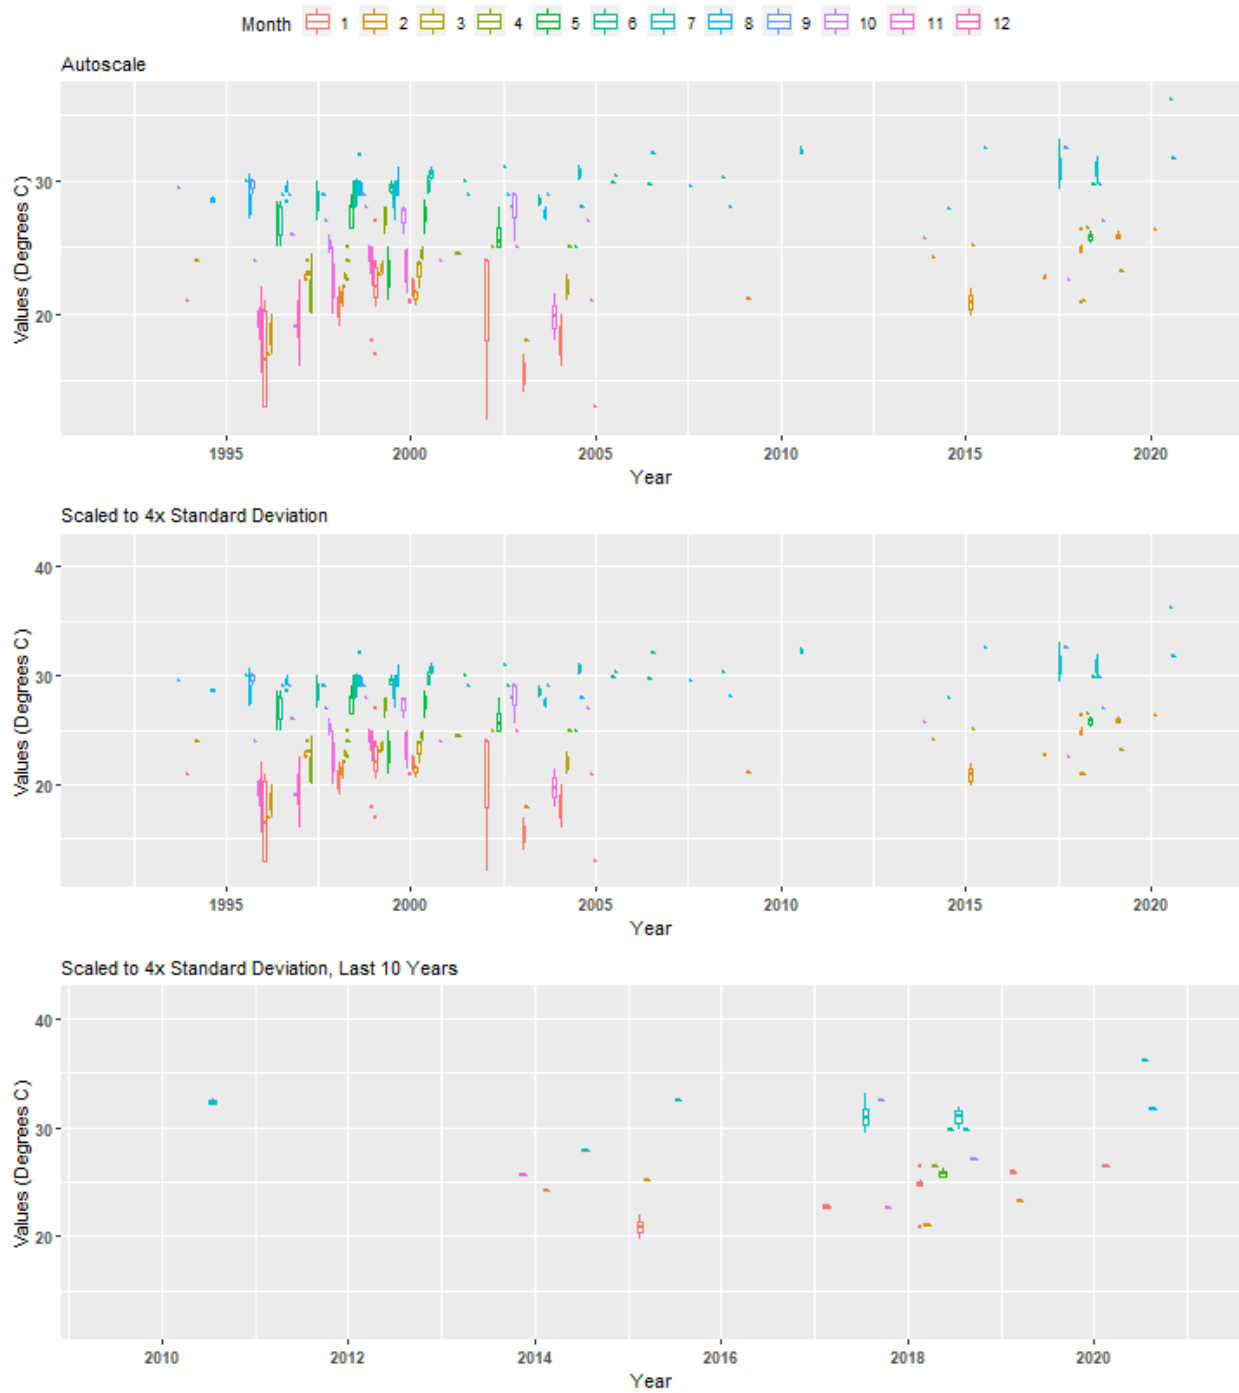 Month 1 2 3 4 5 6 7 8 9 10 11 12
Autoscale
Values (Degrees C)
30
20
1995 2000 2005 2010 2015 2020
Year
Scaled to 4x Standard Deviation
Values (Degrees C)
40
30
20
1995 2000 2005 2010 2015 2020
Year
Scaled to 4x Standard Deviation, Last 10 Years
Values (Degrees C)
40
30
20
2010 2012 2014 2016 2018 2020
Year